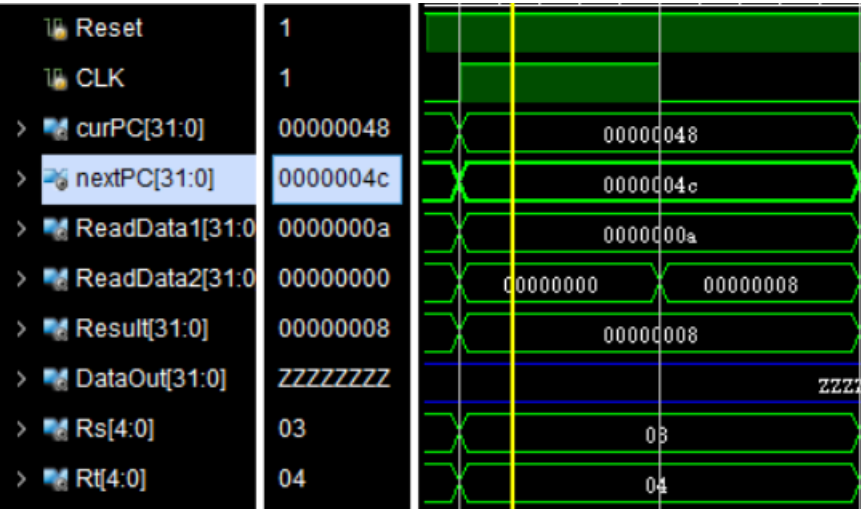 Reset 1
CLK 1
curPC[31:0] 00000048 00000048
nextPC[31:0] 0000004c 0000004c
ReadData1[31:0 0000000a 0000000a
ReadData2[31:0 00000000 00000000 00000008
Result[31:0] 00000008 00000008
DataOut[31:0] ZZZZZZZZ ZZZZ
Rs[4:0] 03 03
Rt[4:0] 04 04